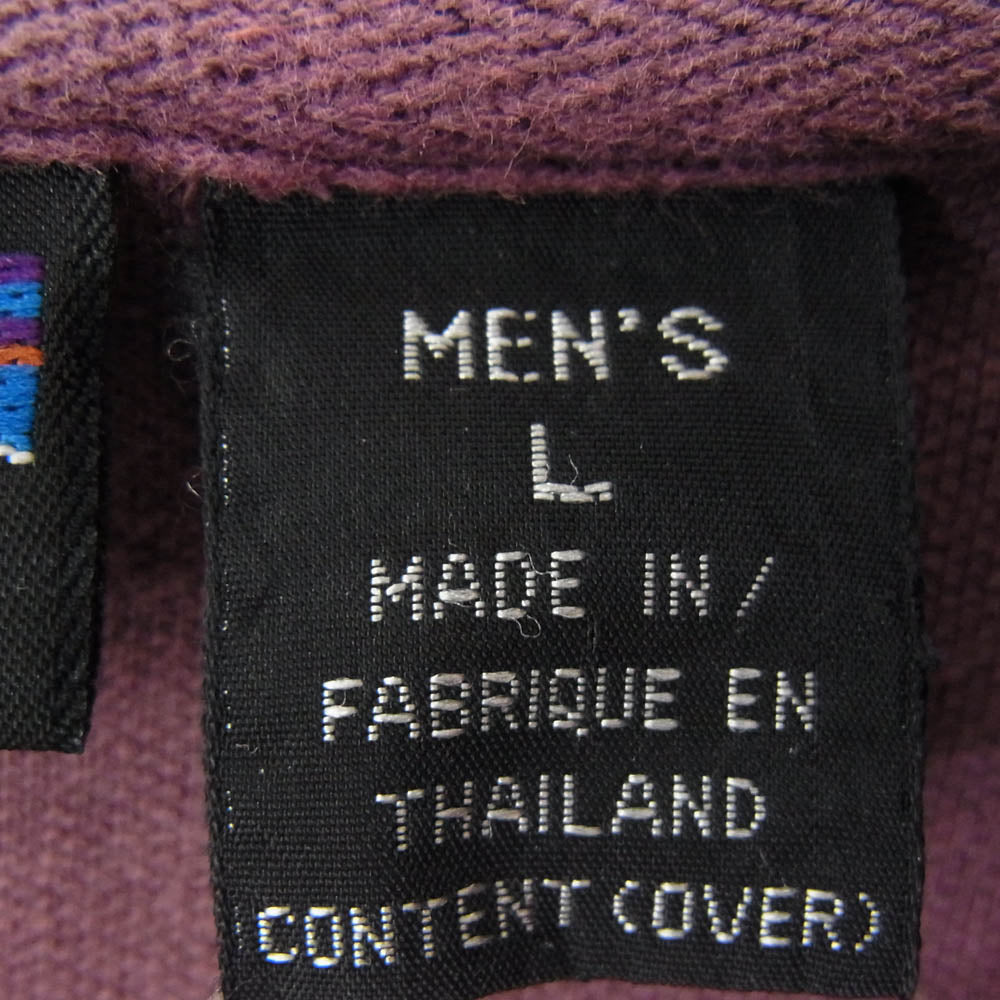 MEN'S
L
MADE IN /
FABRIQUE EN
THAILAND
CONTENT (OVER)